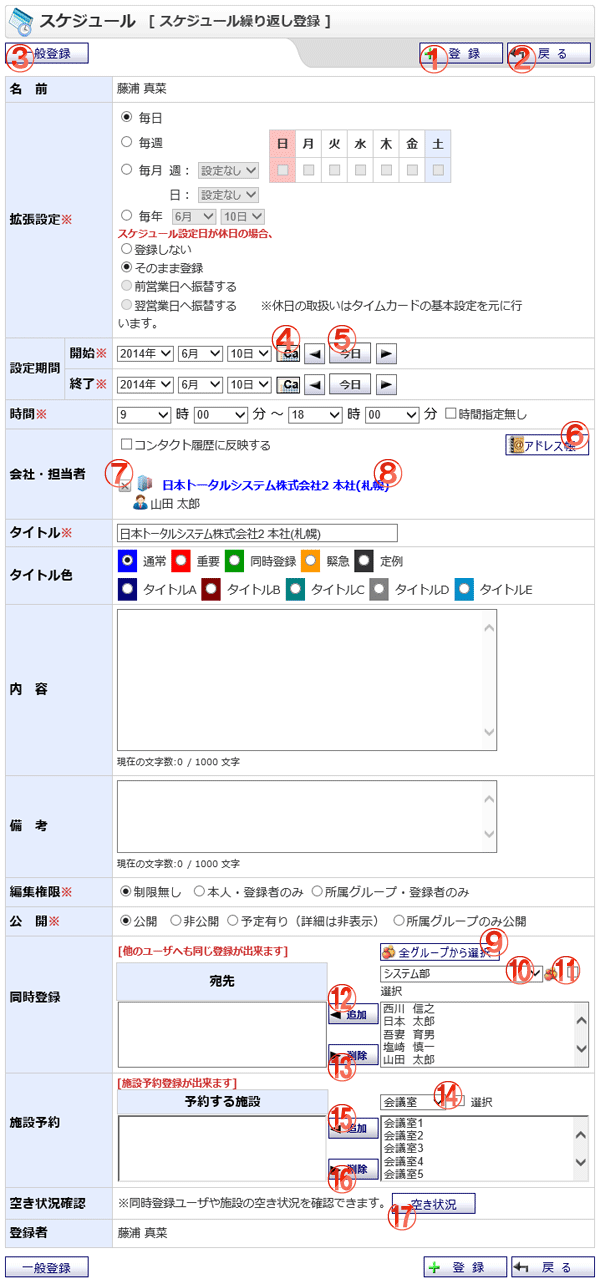 スケジュール [ スケジュール繰り返し登録 ]
③ 一般登録 ① 登 録 ② 戻 る
名 前 藤浦 真菜
毎日
毎週 日 月 火 水 木 金 土
毎月 週： 設定なし
日： 設定なし
毎年 6月 10日
拡張設定※
スケジュール設定日が休日の場合、
登録しない
そのまま登録
前営業日へ振替する
翌営業日へ振替する ※休日の取扱いはタイムカードの基本設定を元に行
います。
設定期間 開始※ 2014年 6月 10日 ④ Ca ◀ ⑤ 今日 ▶
終了※ 2014年 6月 10日 Ca ◀ 今日 ▶
時間※ 9 時 00 分 ～ 18 時 00 分 時間指定無し
会社・担当者 コンタクト履歴に反映する アドレス帳 ⑥
⑦ 日本トータルシステム株式会社2 本社(札幌) ⑧
山田 太郎
タイトル※ 日本トータルシステム株式会社2 本社(札幌)
タイトル色 通常 重要 同時登録 緊急 定例
タイトルA タイトルB タイトルC タイトルD タイトルE
内 容
現在の文字数:0 / 1000 文字
備 考
現在の文字数:0 / 1000 文字
編集権限※ 制限無し 本人・登録者のみ 所属グループ・登録者のみ
公 開※ 公開 非公開 予定有り（詳細は非表示） 所属グループのみ公開
同時登録 [他のユーザへも同じ登録が出来ます] 全グループから選択 ⑨
宛先 システム部 ⑩ ⑪
選択
⑫ ◀ 追加
⑬ ▶ 削除
西川 信之
日本 太郎
吾妻 育男
塩崎 慎一
山田 太郎
施設予約 [施設予約登録が出来ます]
予約する施設 会議室 ⑭ 選択
⑮ ◀ 追加
⑯ ▶ 削除
会議室1
会議室2
会議室3
会議室4
会議室5
空き状況確認 ※同時登録ユーザや施設の空き状況を確認できます。 ⑰ 空き状況
登録者 藤浦 真菜
一般登録 登 録 戻 る